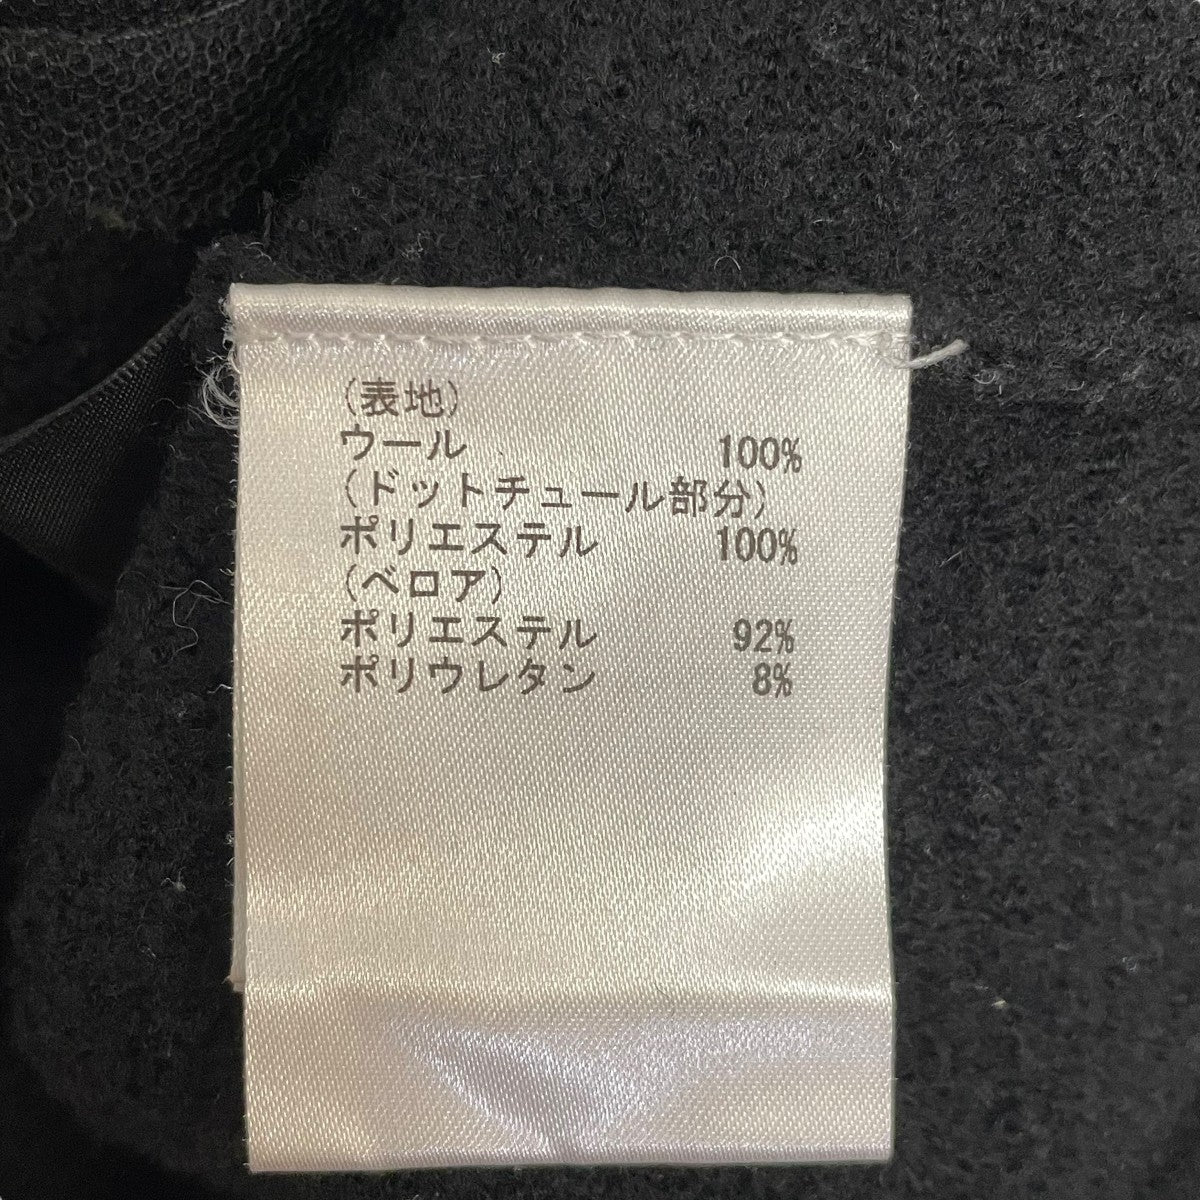 (表地)
ウール 100%
(ドットチュール部分)
ポリエステル 100%
(ベロア)
ポリエステル 92%
ポリウレタン 8%